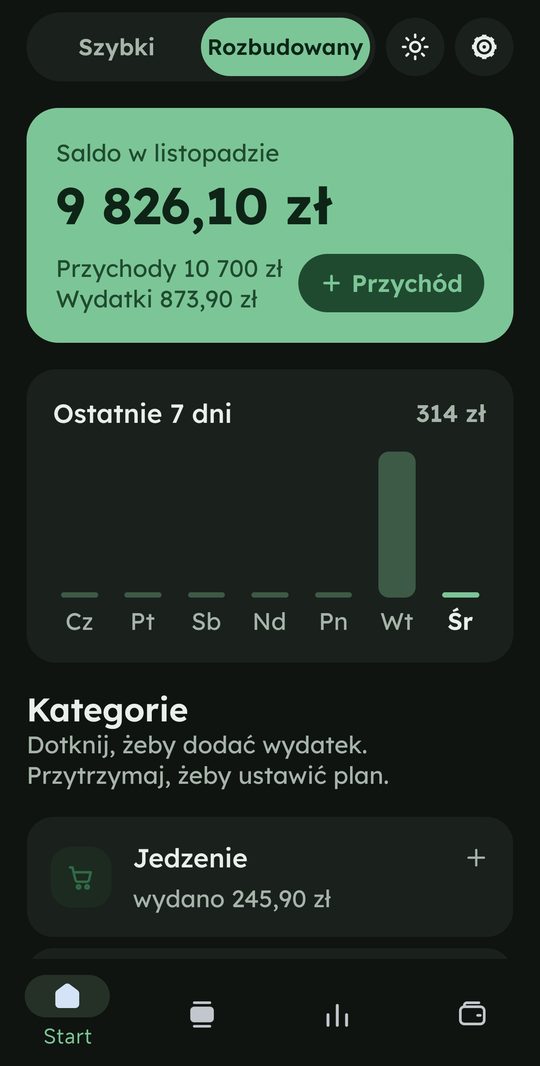 Szybki
Rozbudowany
Saldo w listopadzie
9 826,10 zł
Przychody 10 700 zł
Wydatki 873,90 zł
+ Przychód
Ostatnie 7 dni
314 zł
Cz Pt Sb Nd Pn Wt Śr
Kategorie
Dotknij, żeby dodać wydatek.
Przytrzymaj, żeby ustawić plan.
Jedzenie
wydano 245,90 zł
Start